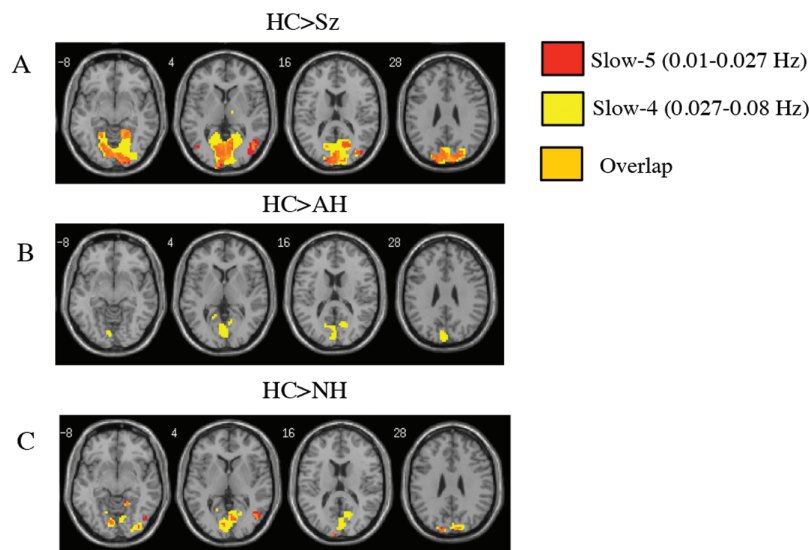 HC>Sz
A
-8
4
16
28
Slow-5 (0.01-0.027 Hz)
Slow-4 (0.027-0.08 Hz)
Overlap
HC>AH
B
-8
4
16
28
HC>NH
C
-8
4
16
28